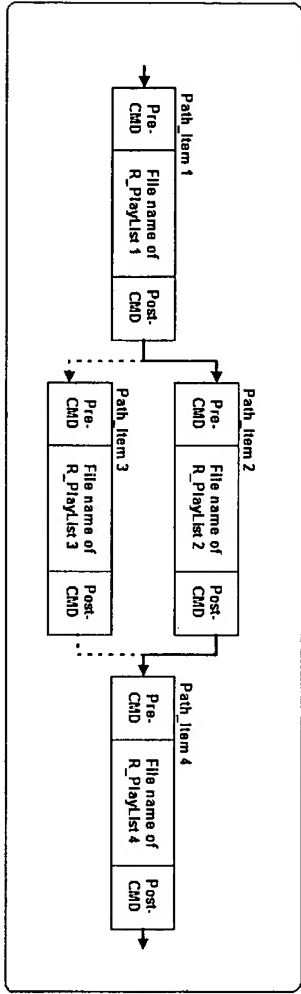 Path_Item 1
Pre-
CMD
File name of
R_PlayList 1
Post-
CMD
Path_Item 2
Pre-
CMD
File name of
R_PlayList 2
Post-
CMD
Path_Item 3
Pre-
CMD
File name of
R_PlayList 3
Post-
CMD
Path_Item 4
Pre-
CMD
File name of
R_PlayList 4
Post-
CMD